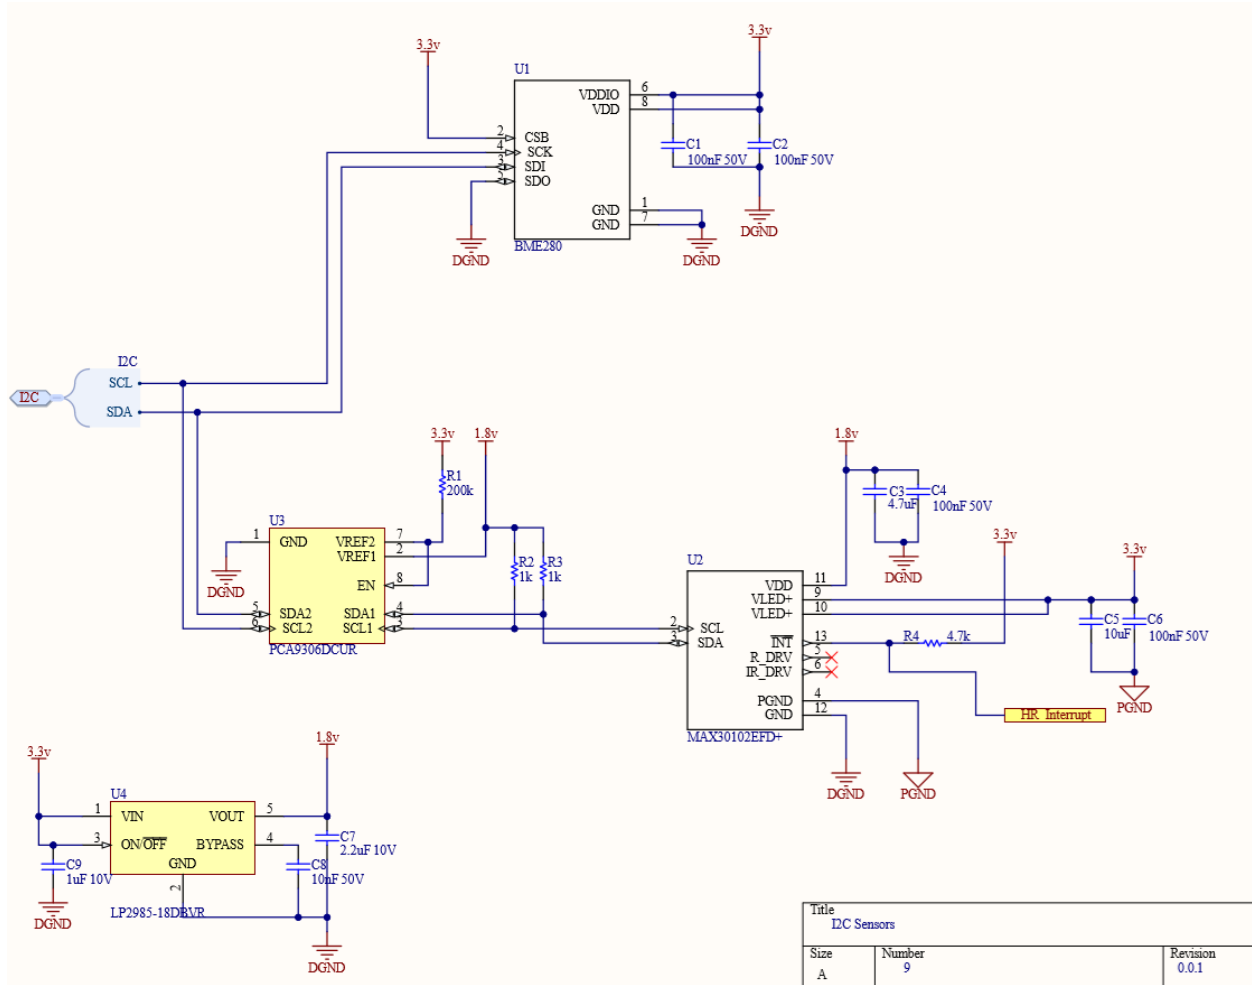 3.3v
3.3v
U1
VDDIO 6
VDD 8
2 CSB
4 SCK
3 SDI
5 SDO
C1
100nF 50V
C2
100nF 50V
GND 1
GND 7
BME280
DGND
DGND
DGND
I2C
I2C
SCL
SDA
3.3v
1.8v
R1
200k
U3
1 GND
VREF2 7
VREF1 2
EN 8
5 SDA2
SDA1 4
6 SCL2
SCL1 3
PCA9306DCUR
DGND
R2
1k
R3
1k
1.8v
C3
4.7uF
C4
100nF 50V
DGND
3.3v
3.3v
U2
VDD 11
VLED+ 9
VLED+ 10
2 SCL
3 SDA
INT 13
R_DRV 5
IR_DRV 6
PGND 4
GND 12
MAX30102EFD+
R4 4.7k
C5
10uF
C6
100nF 50V
PGND
HR_Interrupt
DGND
PGND
3.3v
1.8v
U4
1 VIN
VOUT 5
3 ON/OFF
BYPASS 4
GND
2
LP2985-18DBVR
C9
1uF 10V
C7
2.2uF 10V
C8
10nF 50V
DGND
DGND
Title
I2C Sensors
Size
A
Number
9
Revision
0.0.1